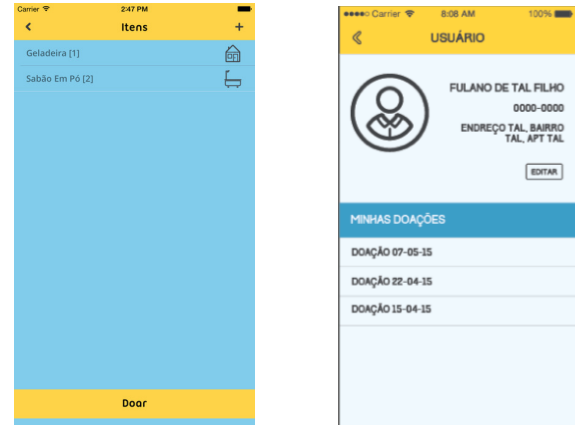 Carrier 2:47 PM
Itens +
Geladeira [1]
Sabão Em Pó [2]
Doar
Carrier 8:08 AM 100%
USUÁRIO
FULANO DE TAL FILHO
0000-0000
ENDREÇO TAL, BAIRRO
TAL, APT TAL
EDITAR
MINHAS DOAÇÕES
DOAÇÃO 07-05-15
DOAÇÃO 22-04-15
DOAÇÃO 15-04-15